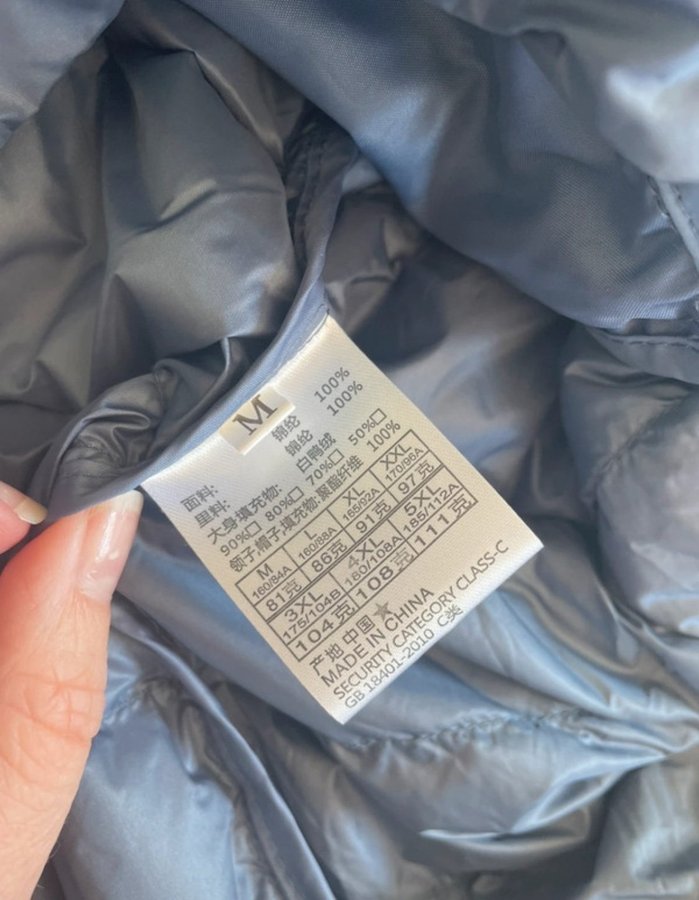 M
面料: 锦纶 100%
里料: 锦纶 100%
大身填充物: 白鸭绒
90%□ 80%□ 70%□ 50%□
领子,帽子,填充物:聚酯纤维 100%
M L XL XXL
160/84A 160/88A 165/92A 170/96A
81克 86克 91克 97克
3XL 4XL 5XL
175/104B 180/108A 185/112A
104克 108克 111克
产地 中国
MADE IN CHINA
SECURITY CATEGORY CLASS-C
GB 18401-2010 C类